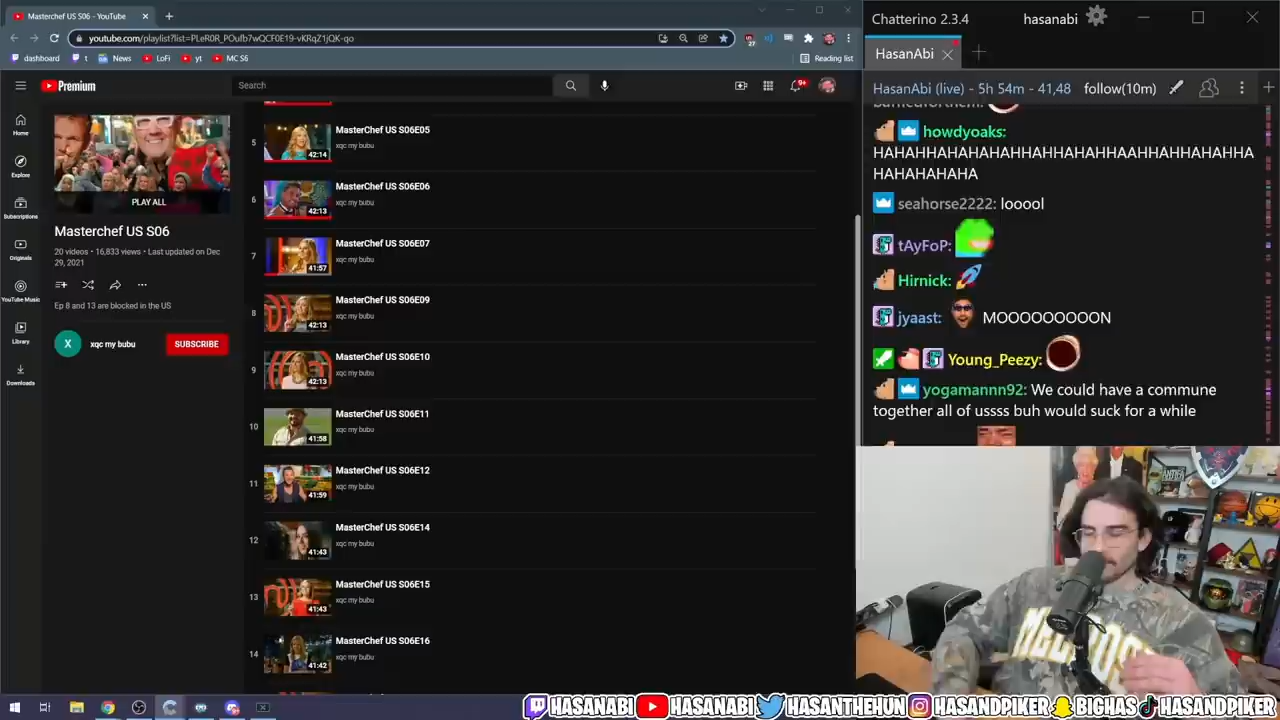 Masterchef US S06 - YouTube
youtube.com/playlist?list=PLeR0R_POufb7wQCF0E19-vKRqZ1jQK-qo
dashboard
t
News
LoFi
yt
MC S6
Reading list
Premium
Search
9+
Home
Explore
Subscriptions
Originals
YouTube Music
Library
Downloads
PLAY ALL
Masterchef US S06
20 videos • 16,833 views • Last updated on Dec
29, 2021
Ep 8 and 13 are blocked in the US
X
xqc my bubu
SUBSCRIBE
5
42:14
MasterChef US S06E05
xqc my bubu
6
42:13
MasterChef US S06E06
xqc my bubu
7
41:57
MasterChef US S06E07
xqc my bubu
8
42:13
MasterChef US S06E09
xqc my bubu
9
42:13
MasterChef US S06E10
xqc my bubu
10
41:58
MasterChef US S06E11
xqc my bubu
11
41:59
MasterChef US S06E12
xqc my bubu
12
41:43
MasterChef US S06E14
xqc my bubu
13
41:43
MasterChef US S06E15
xqc my bubu
14
41:42
MasterChef US S06E16
xqc my bubu
Chatterino 2.3.4
hasanabi
HasanAbi
HasanAbi (live) - 5h 54m - 41,48
follow(10m)
howdyoaks:
HAHAHHAHAHAHAHHAHHAHAHHAAHHAHHAHAHHA
HAHAHAHAHA
seahorse2222: looool
tAyFoP:
Hirnick:
jyaast: MOOOOOOOOON
Young_Peezy:
yogamannn92: We could have a commune
together all of ussss buh would suck for a while
HASANABI
HASANABI
HASANTHEHUN
HASANDPIKER
BIGHAS
HASANDPIKER